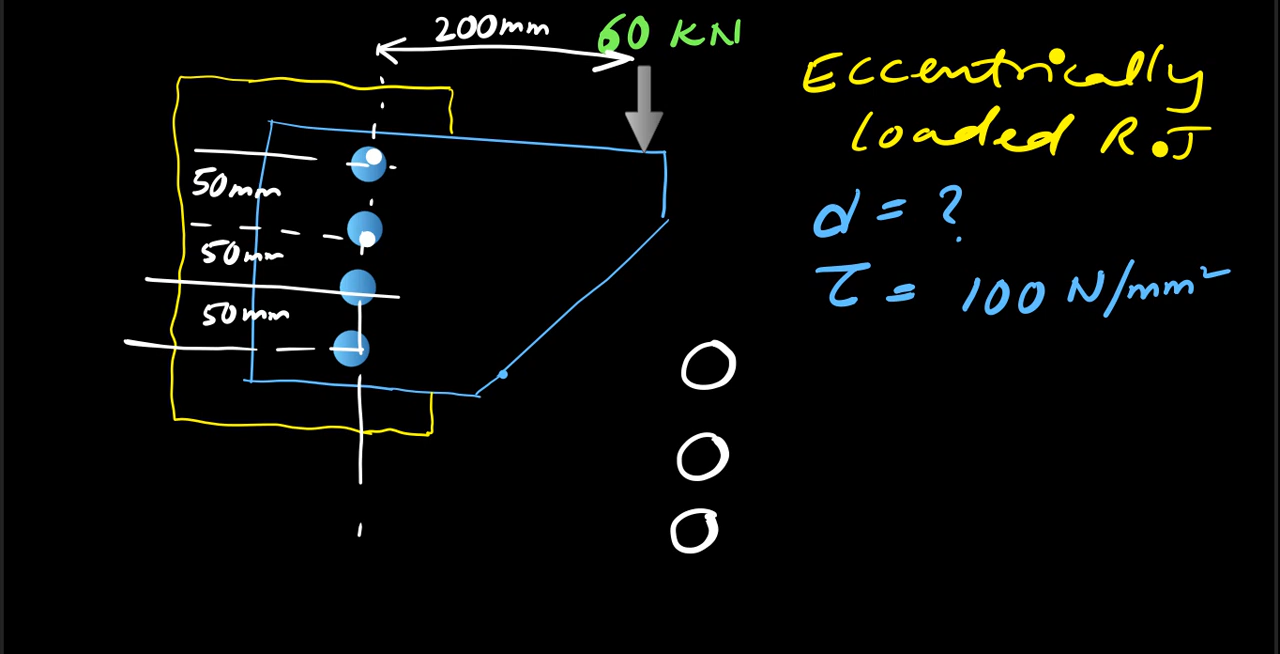 200mm
60 KN
Eccentrically
loaded R.J
50mm
d = ?
50mm
τ = 100 N/mm²
50mm